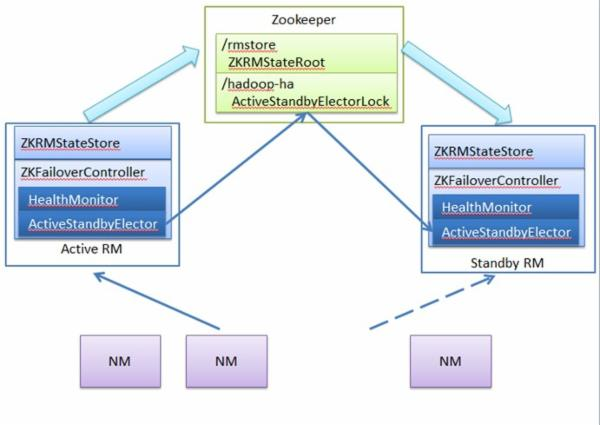 Zookeeper
/rmstore
ZKRMStateRoot
/hadoop-ha
ActiveStandbyElectorLock
ZKRMStateStore
ZKFailoverController
HealthMonitor
ActiveStandbyElector
Active RM
ZKRMStateStore
ZKFailoverController
HealthMonitor
ActiveStandbyElector
Standby RM
NM
NM
NM